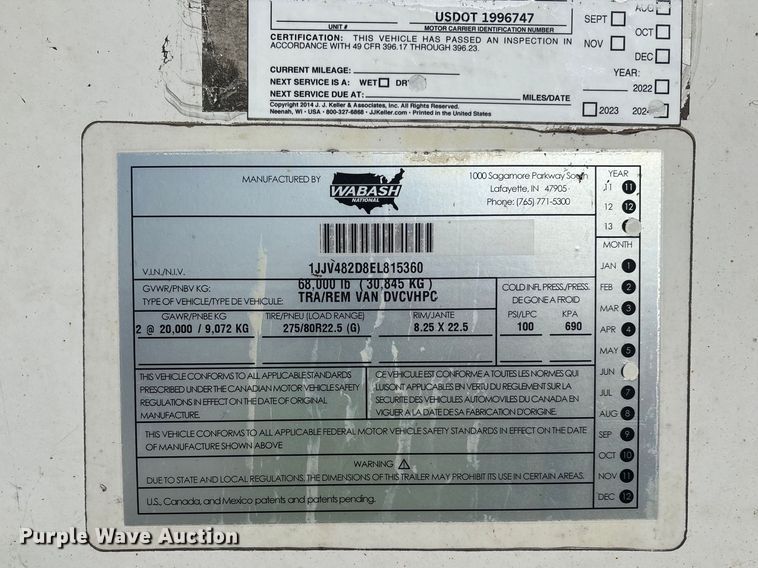 USDOT 1996747
UNIT #
MOTOR CARRIER IDENTIFICATION NUMBER
CERTIFICATION: THIS VEHICLE HAS PASSED AN INSPECTION IN
ACCORDANCE WITH 49 CFR 396.17 THROUGH 396.23.
CURRENT MILEAGE:
NEXT SERVICE IS A: WET DR
NEXT SERVICE DUE AT: MILES/DATE
Copyright 2014 J. J. Keller & Associates, Inc. All Rights Reserved.
Neenah, WI • USA • 800-327-6868 • JJKeller.com • Printed in the United States
AUG
SEPT OCT
NOV DEC
YEAR:
2022
2023 2024
MANUFACTURED BY
WABASH
NATIONAL
1000 Sagamore Parkway South
Lafayette, IN 47905
Phone: (765) 771-5300
YEAR
11 11
12 12
13
MONTH
JAN 1
FEB 2
MAR 3
APR 4
MAY 5
JUN
JUL 7
AUG 8
SEP 9
OCT 10
NOV 11
DEC 12
V.I.N./N.I.V. 1JJV482D8EL815360
GVWR/PNBV KG: 68,000 lb ( 30,845 KG )
TYPE OF VEHICLE/TYPE DE VEHICULE: TRA/REM VAN DVCVHPC
COLD INFL PRESS/PRESS.
DE GONE A FROID
GAWR/PNBE KG TIRE/PNEU (LOAD RANGE) RIM/JANTE PSI/LPC KPA
2 @ 20,000 / 9,072 KG 275/80R22.5 (G) 8.25 X 22.5 100 690
THIS VEHICLE CONFORMS TO ALL APPLICABLE STANDARDS
PRESCRIBED UNDER THE CANADIAN MOTOR VEHICLE SAFETY
REGULATIONS IN EFFECT ON THE DATE OF ORIGINAL
MANUFACTURE.
CE VEHICULE EST CONFORME A TOUTES LES NORMES QUI
LUI SONT APPLICABLES EN VERTU DU REGLEMENT SUR LA
SECURITE DES VEHICULES AUTOMOVILES DU CANADA EN
VIGUER A LA DATE DE SA FABRICATION D'ORIGINE.
THIS VEHICLE CONFORMS TO ALL APPLICABLE FEDERAL MOTOR VEHICLE SAFETY STANDARDS IN EFFECT ON THE DATE
OF MANUFACTURE SHOWN ABOVE
WARNING
DUE TO STATE AND LOCAL REGULATIONS, THE DIMENSIONS OF THIS TRAILER MAY PROHIBIT ITS USE IN CERTAIN AREAS.
U.S., Canada, and Mexico patents and patents pending.
Purple Wave Auction